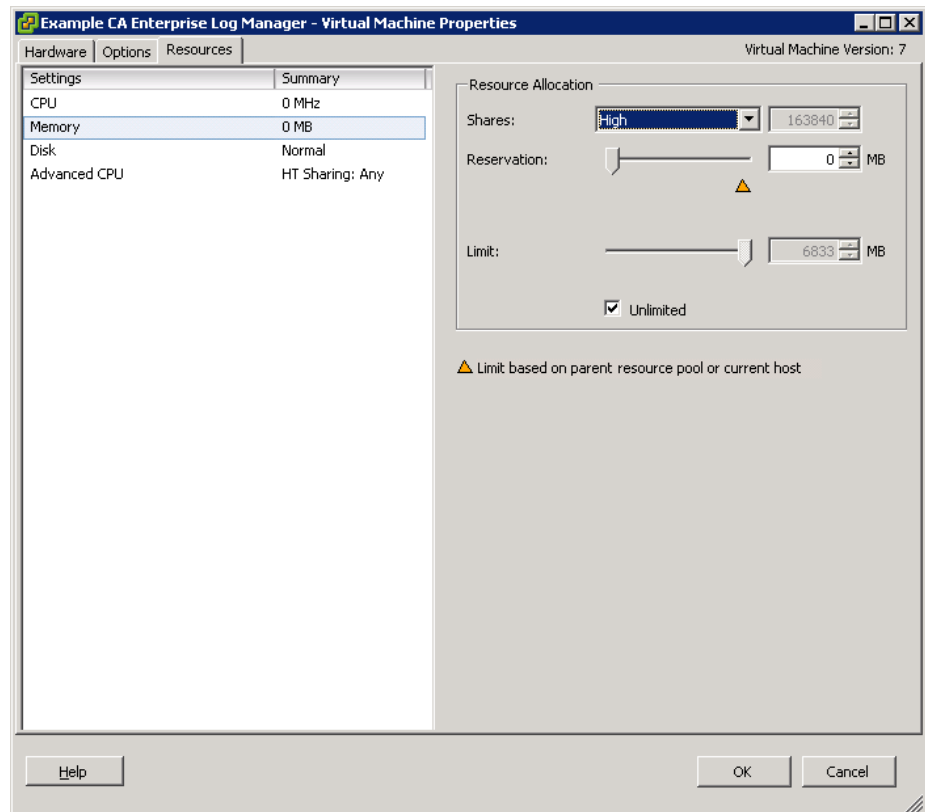 Example CA Enterprise Log Manager - Virtual Machine Properties
Hardware Options Resources Virtual Machine Version: 7
Settings Summary
CPU 0 MHz
Memory 0 MB
Disk Normal
Advanced CPU HT Sharing: Any
Resource Allocation
Shares: High 163840
Reservation: 0 MB
Limit: 6833 MB
Unlimited
Limit based on parent resource pool or current host
Help OK Cancel